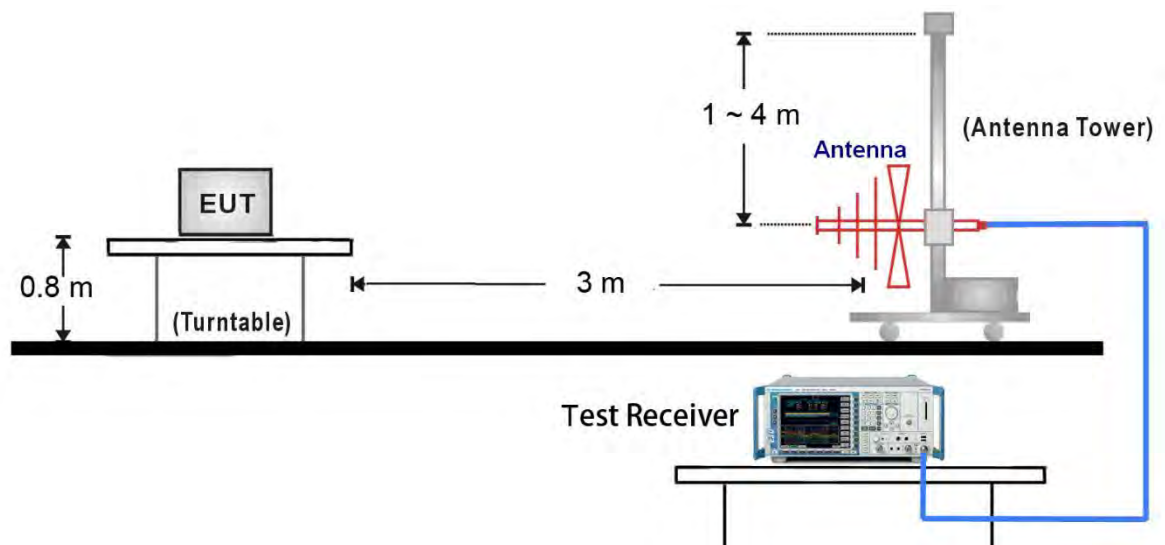 1 ~ 4 m
(Antenna Tower)
Antenna
EUT
0.8 m
3 m
(Turntable)
Test Receiver